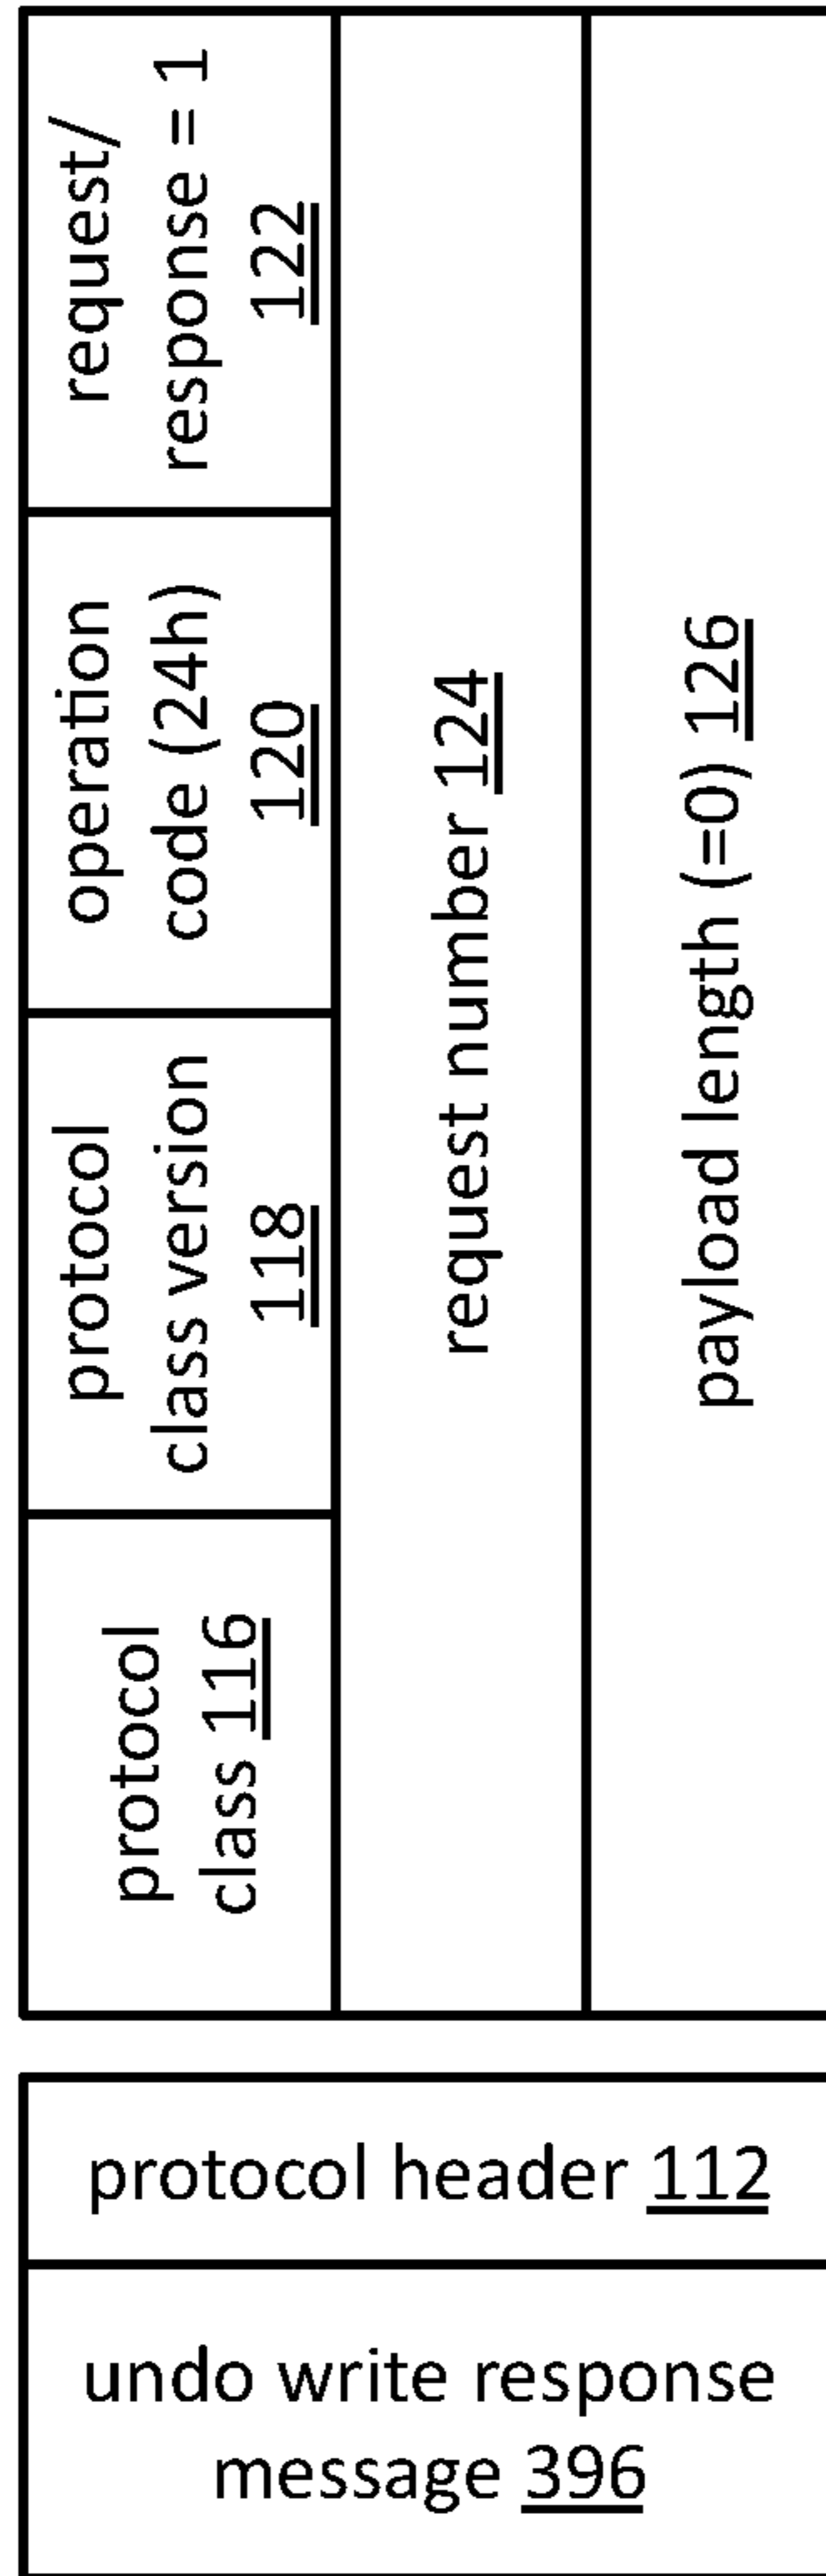 protocol
class 116
protocol
class version
118
operation
code (24h)
120
request/
response = 1
122
request number 124
payload length (=0) 126
protocol header 112
undo write response
message 396